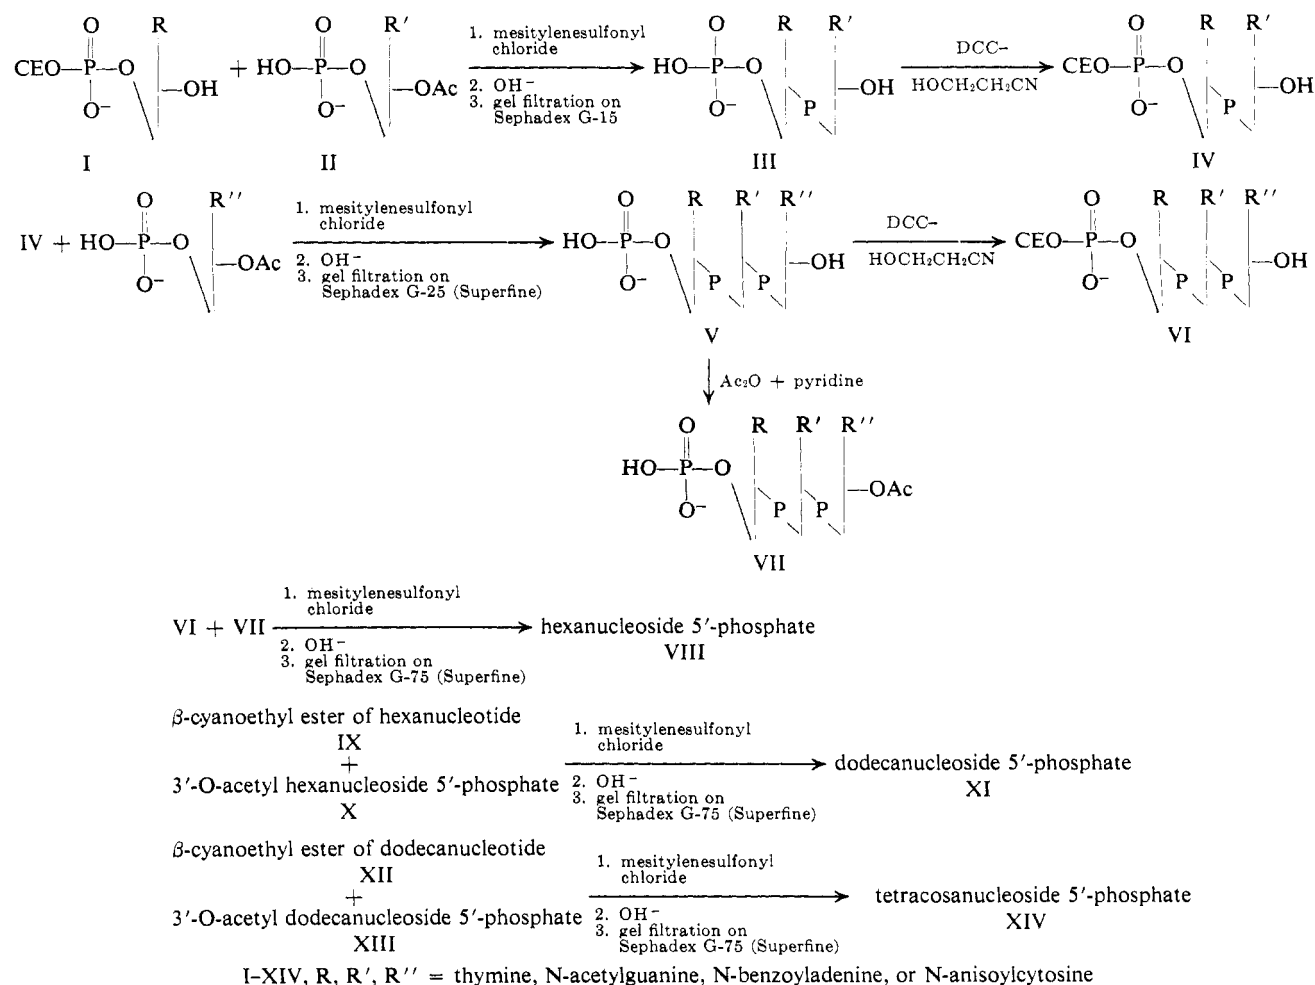 O R O R′ 1. mesitylenesulfonyl chloride O R R′ DCC– O R R′
CEO—P—O —OH + HO—P—O —OAc HO—P—O —OH HOCH₂CH₂CN CEO—P—O —OH
O⁻ O⁻ 2. OH⁻ O⁻ P O⁻ P
3. gel filtration on Sephadex G-15
I II III IV
O R′′ 1. mesitylenesulfonyl chloride O R R′ R′′ DCC– O R R′ R′′
IV + HO—P—O —OAc HO—P—O —OH HOCH₂CH₂CN CEO—P—O —OH
O⁻ 2. OH⁻ O⁻ P P O⁻ P P
3. gel filtration on Sephadex G-25 (Superfine)
V VI
Ac₂O + pyridine
O R R′ R′′
HO—P—O —OAc
O⁻ P P
VII
1. mesitylenesulfonyl
chloride
VI + VII hexanucleoside 5′-phosphate
2. OH⁻ VIII
3. gel filtration on
Sephadex G-75 (Superfine)
β-cyanoethyl ester of hexanucleotide
IX
+
3′-O-acetyl hexanucleoside 5′-phosphate
X
1. mesitylenesulfonyl
chloride
2. OH⁻
3. gel filtration on
Sephadex G-75 (Superfine)
dodecanucleoside 5′-phosphate
XI
β-cyanoethyl ester of dodecanucleotide
XII
+
3′-O-acetyl dodecanucleoside 5′-phosphate
XIII
1. mesitylenesulfonyl
chloride
2. OH⁻
3. gel filtration on
Sephadex G-75 (Superfine)
tetracosanucleoside 5′-phosphate
XIV
I–XIV, R, R′, R′′ = thymine, N-acetylguanine, N-benzoyladenine, or N-anisoylcytosine